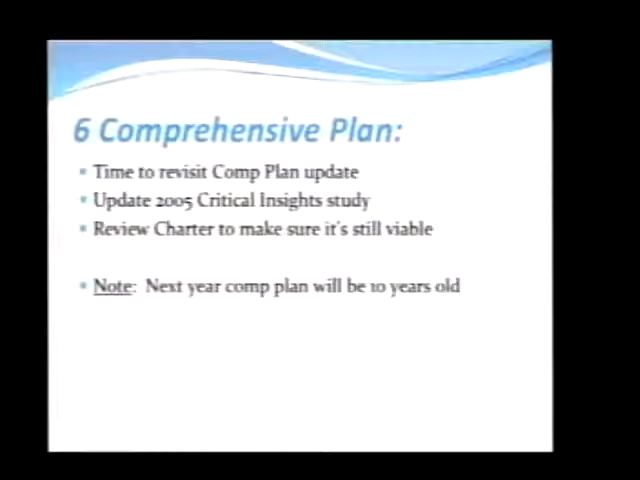 6 Comprehensive Plan:
Time to revisit Comp Plan update
Update 2005 Critical Insights study
Review Charter to make sure it's still viable
Note: Next year comp plan will be 10 years old